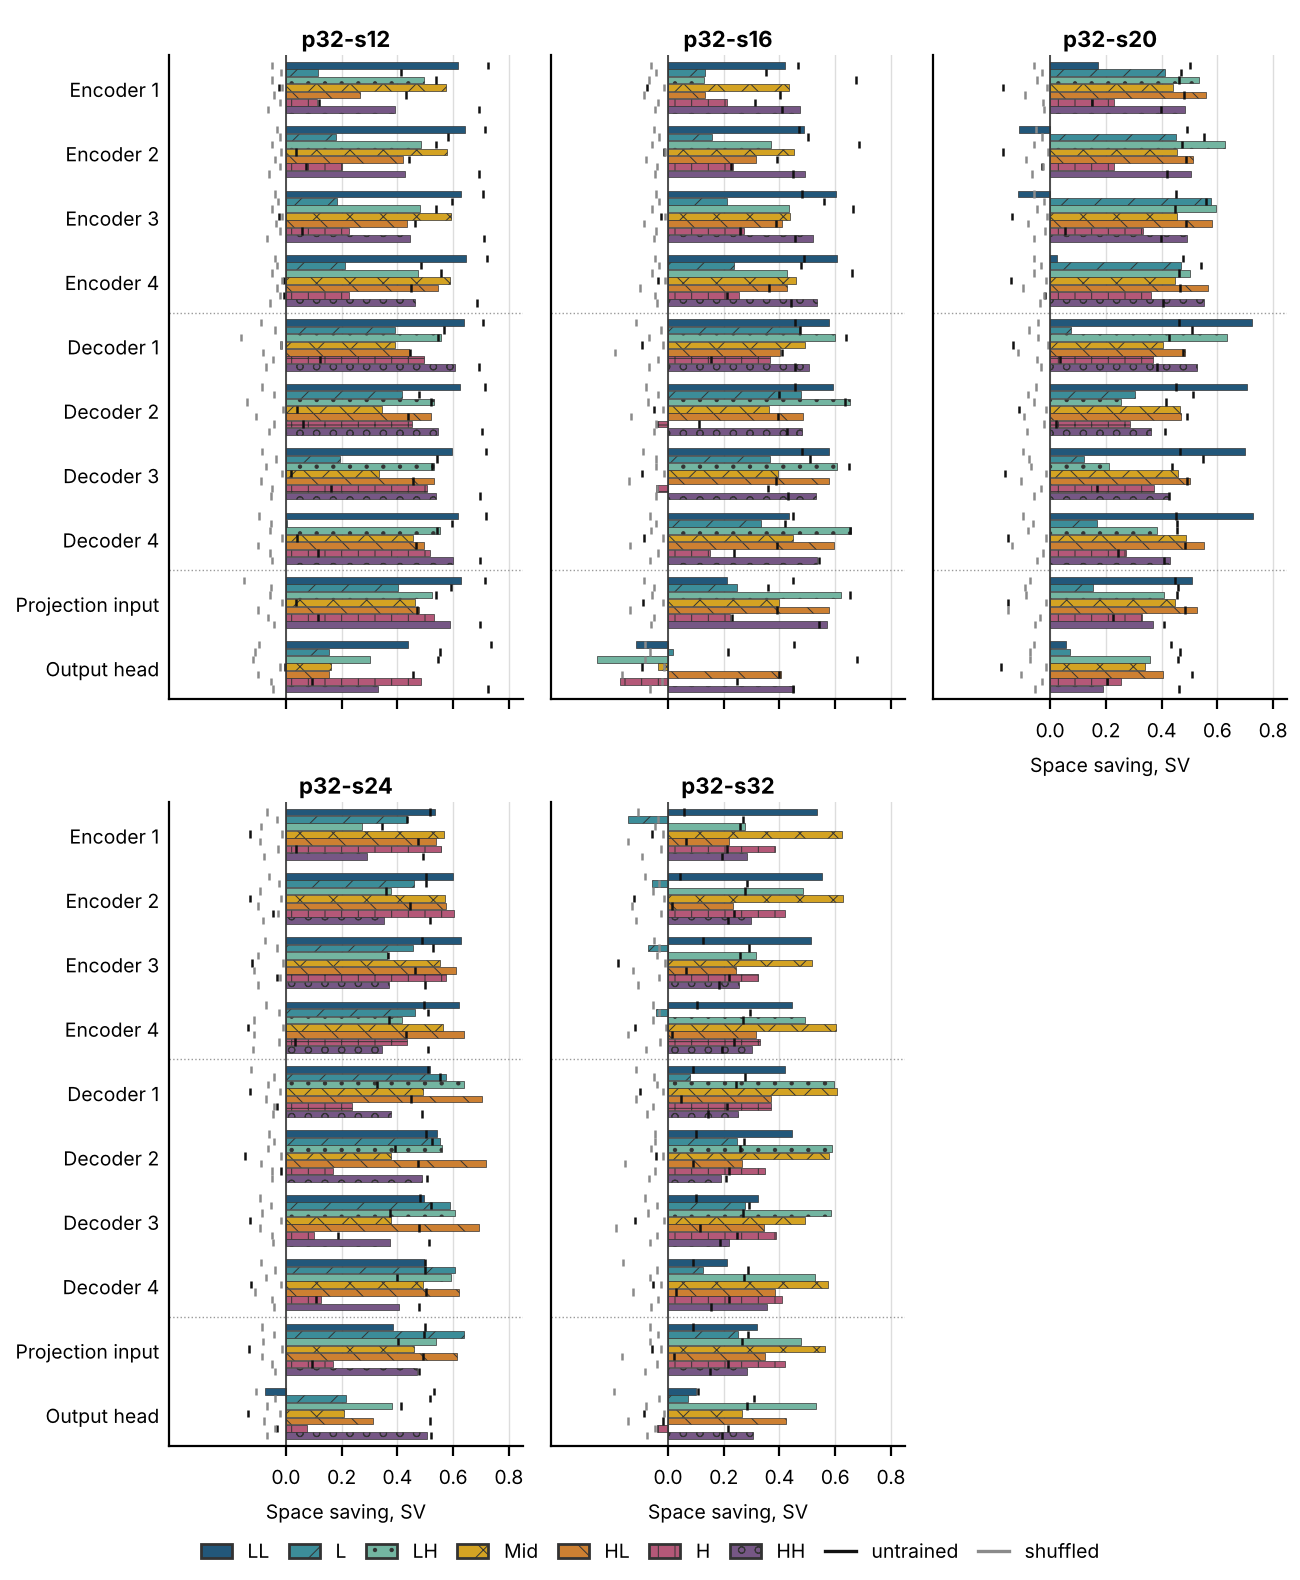 p32-s12
p32-s16
p32-s20
Encoder 1
Encoder 2
Encoder 3
Encoder 4
Decoder 1
Decoder 2
Decoder 3
Decoder 4
Projection input
Output head
0.0 0.2 0.4 0.6 0.8
Space saving, SV
p32-s24
p32-s32
Encoder 1
Encoder 2
Encoder 3
Encoder 4
Decoder 1
Decoder 2
Decoder 3
Decoder 4
Projection input
Output head
0.0 0.2 0.4 0.6 0.8
0.0 0.2 0.4 0.6 0.8
Space saving, SV
Space saving, SV
LL L LH Mid HL H HH untrained shuffled